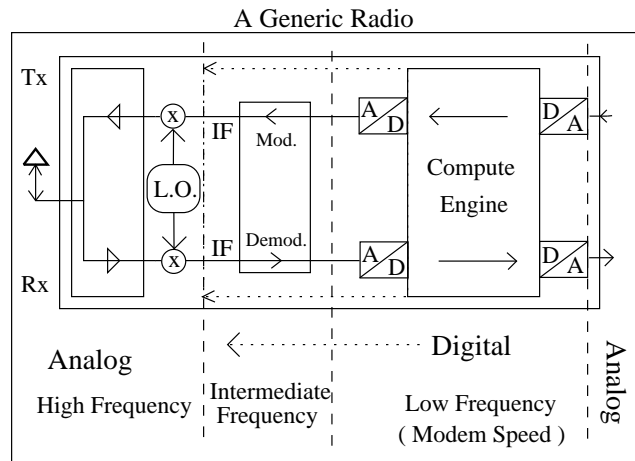 A Generic Radio
Tx
x
IF
Mod.
A
D
D
A
L.O.
Compute
Engine
Demod.
IF
x
A
D
D
A
Rx
Digital
Analog
High Frequency
Intermediate
Frequency
Low Frequency
( Modem Speed )
Analog